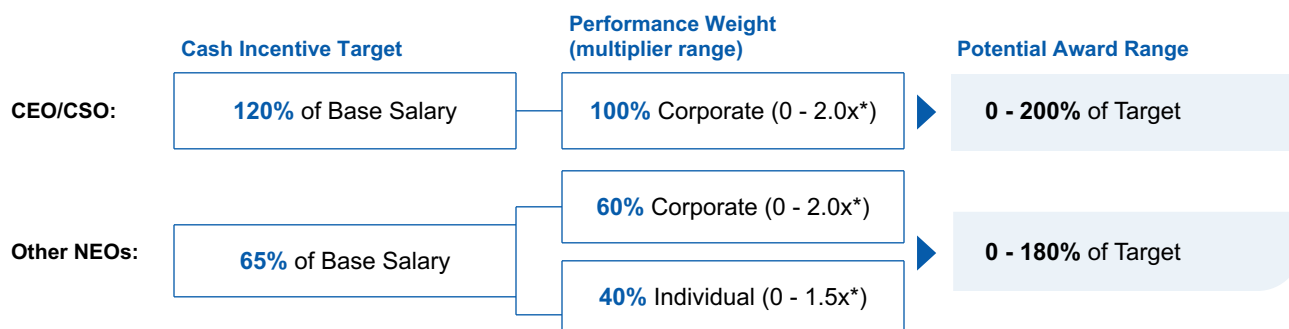 Cash Incentive Target
Performance Weight
(multiplier range)
Potential Award Range
CEO/CSO:
120% of Base Salary
100% Corporate (0 - 2.0x*)
0 - 200% of Target
Other NEOs:
65% of Base Salary
60% Corporate (0 - 2.0x*)
40% Individual (0 - 1.5x*)
0 - 180% of Target